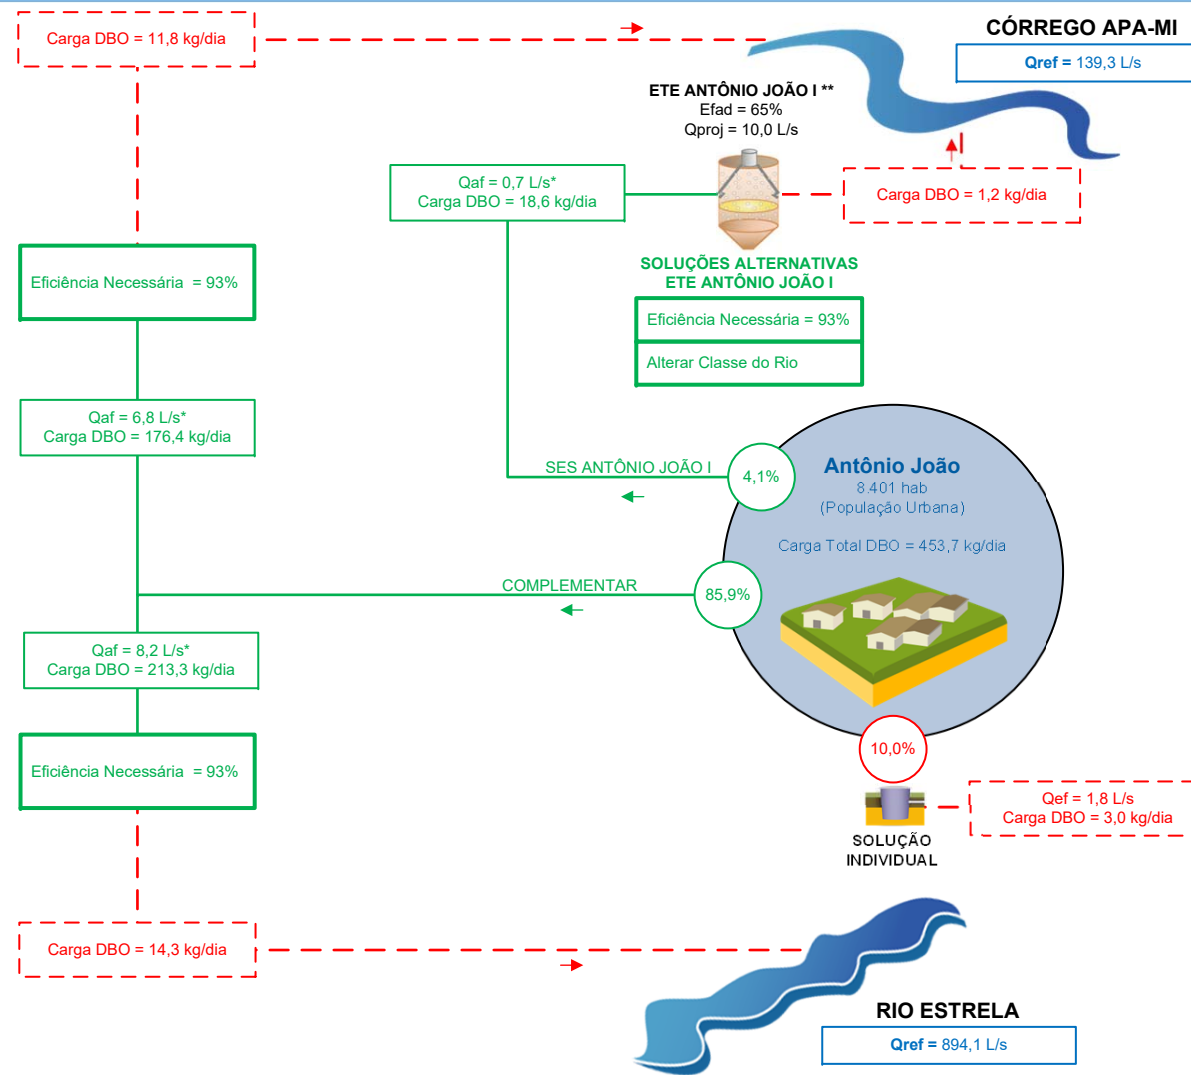 Carga DBO = 11,8 kg/dia
CÓRREGO APA-MI
Qref = 139,3 L/s
ETE ANTÔNIO JOÃO I **
Efad = 65%
Qproj = 10,0 L/s
Qaf = 0,7 L/s*
Carga DBO = 18,6 kg/dia
Carga DBO = 1,2 kg/dia
Eficiência Necessária = 93%
SOLUÇÕES ALTERNATIVAS
ETE ANTÔNIO JOÃO I
Eficiência Necessária = 93%
Alterar Classe do Rio
Qaf = 6,8 L/s*
Carga DBO = 176,4 kg/dia
SES ANTÔNIO JOÃO I
4,1%
Antônio João
8.401 hab
(População Urbana)
Carga Total DBO = 453,7 kg/dia
COMPLEMENTAR
85,9%
Qaf = 8,2 L/s*
Carga DBO = 213,3 kg/dia
Eficiência Necessária = 93%
10,0%
Qef = 1,8 L/s
Carga DBO = 3,0 kg/dia
SOLUÇÃO
INDIVIDUAL
Carga DBO = 14,3 kg/dia
RIO ESTRELA
Qref = 894,1 L/s